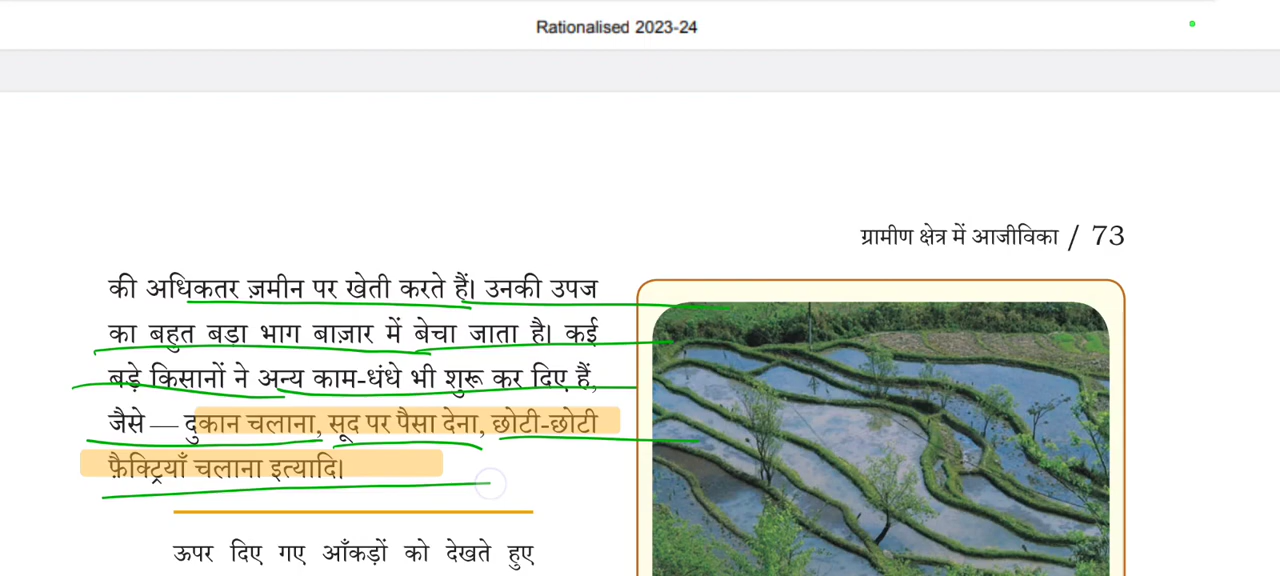 Rationalised 2023-24
ग्रामीण क्षेत्र में आजीविका / 73
की अधिकतर ज़मीन पर खेती करते हैं। उनकी उपज
का बहुत बडा भाग बाज़ार में बेचा जाता है। कई
बड़े किसानों ने अन्य काम-धंधे भी शुरू कर दिए हैं,
जैसे — दुकान चलाना, सूद पर पैसा देना, छोटी-छोटी
फ़ैक्ट्रियाँ चलाना इत्यादि।
ऊपर दिए गए आँकड़ों को देखते हुए